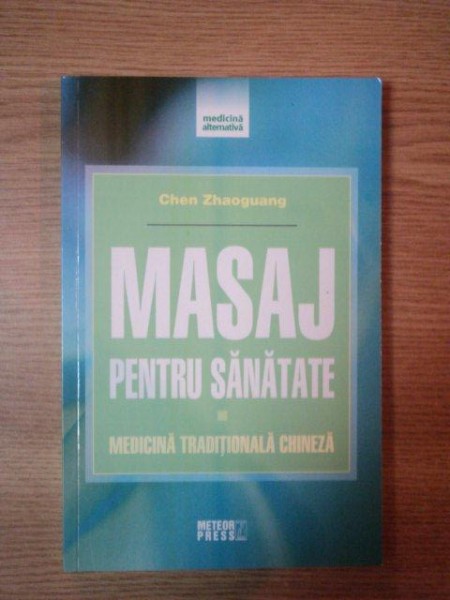 medicină
alternativă
Chen Zhaoguang
MASAJ
PENTRU SĂNĂTATE
MEDICINĂ TRADIȚIONALĂ CHINEZĂ
METEOR
PRESS